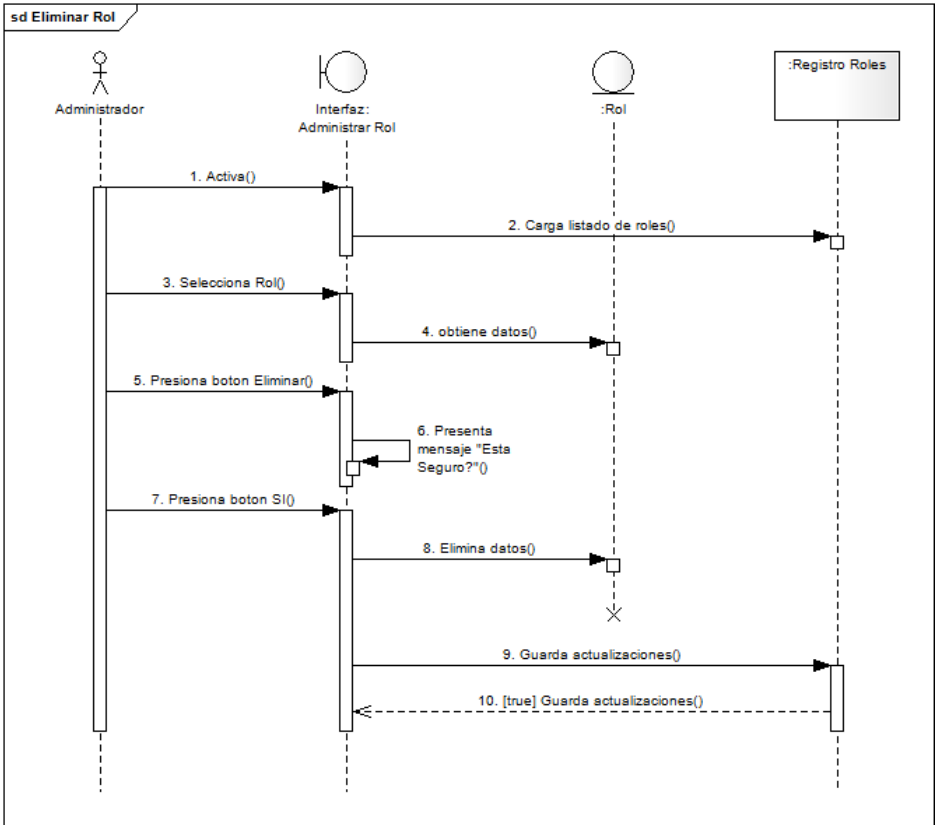 sd Eliminar Rol
Administrador
Interfaz:
Administrar Rol
:Rol
:Registro Roles
1. Activa()
2. Carga listado de roles()
3. Selecciona Rol()
4. obtiene datos()
5. Presiona boton Eliminar()
6. Presenta
mensaje "Esta
Seguro?"()
7. Presiona boton SI()
8. Elimina datos()
9. Guarda actualizaciones()
10. [true] Guarda actualizaciones()